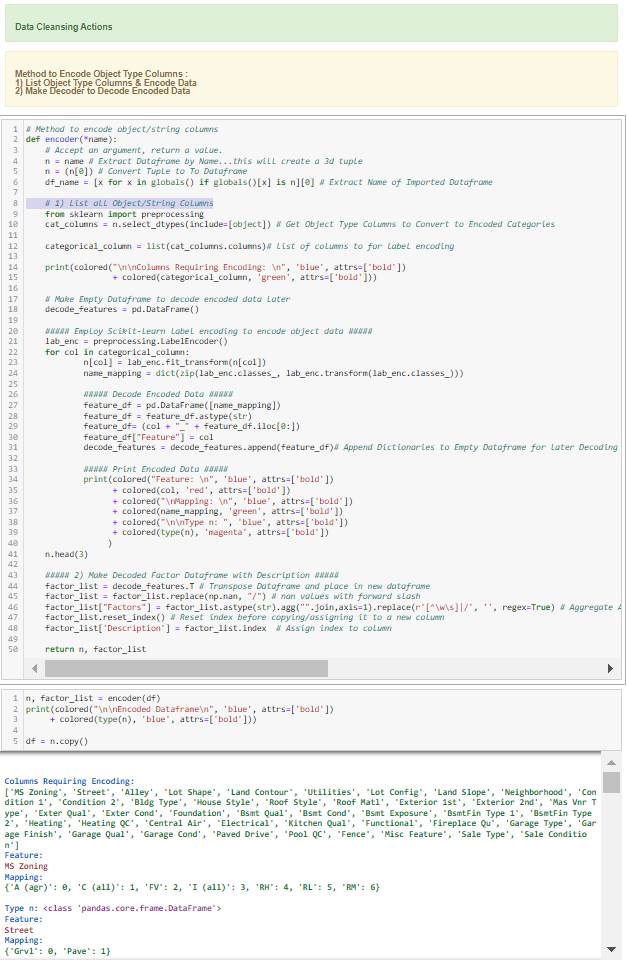 Data Cleansing Actions
Method to Encode Object Type Columns :
1) List Object Type Columns & Encode Data
2) Make Decoder to Decode Encoded Data
1 # Method to encode object/string columns
2 def encoder(*name):
3 # Accept an argument, return a value.
4 n = name # Extract Dataframe by Name...this will create a 3d tuple
5 n = (n[0]) # Convert Tuple to To Dataframe
6 df_name = [x for x in globals() if globals()[x] is n][0] # Extract Name of Imported Dataframe
7
8 # 1) List all Object/String Columns
9 from sklearn import preprocessing
10 cat_columns = n.select_dtypes(include=[object]) # Get Object Type Columns to Convert to Encoded Categories
11
12 categorical_column = list(cat_columns.columns)# List of columns to for label encoding
13
14 print(colored("\n\nColumns Requiring Encoding: \n", 'blue', attrs=['bold'])
15 + colored(categorical_column, 'green', attrs=['bold']))
16
17 # Make Empty Dataframe to decode encoded data later
18 decode_features = pd.DataFrame()
19
20 ##### Employ Scikit-Learn label encoding to encode object data #####
21 lab_enc = preprocessing.LabelEncoder()
22 for col in categorical_column:
23 n[col] = lab_enc.fit_transform(n[col])
24 name_mapping = dict(zip(lab_enc.classes_, lab_enc.transform(lab_enc.classes_)))
25
26 ##### Decode Encoded Data #####
27 feature_df = pd.DataFrame([name_mapping])
28 feature_df = feature_df.astype(str)
29 feature_df= (col + "_" + feature_df.iloc[0:])
30 feature_df["Feature"] = col
31 decode_features = decode_features.append(feature_df)# Append Dictionaries to Empty Dataframe for Later Decoding
32
33 ##### Print Encoded Data #####
34 print(colored("Feature: \n", 'blue', attrs=['bold'])
35 + colored(col, 'red', attrs=['bold'])
36 + colored("\nMapping: \n", 'blue', attrs=['bold'])
37 + colored(name_mapping, 'green', attrs=['bold'])
38 + colored("\n\nType n: ", 'blue', attrs=['bold'])
39 + colored(type(n), 'magenta', attrs=['bold'])
40 )
41 n.head(3)
42
43 ##### 2) Make Decoded Factor Dataframe with Description #####
44 factor_list = decode_features.T # Transpose Dataframe and place in new dataframe
45 factor_list = factor_list.replace(np.nan, "/") # nan values with forward slash
46 factor_list["Factors"] = factor_list.astype(str).agg("".join,axis=1).replace(r'[^\w\s]|/', '', regex=True) # Aggregate A
47 factor_list.reset_index() # Reset index before copying/assigning it to a new column
48 factor_list['Description'] = factor_list.index # Assign index to column
49
50 return n, factor_list
1 n, factor_list = encoder(df)
2 print(colored("\n\nEncoded Dataframe\n", 'blue', attrs=['bold'])
3 + colored(type(n), 'blue', attrs=['bold']))
4
5 df = n.copy()
Columns Requiring Encoding:
['MS Zoning', 'Street', 'Alley', 'Lot Shape', 'Land Contour', 'Utilities', 'Lot Config', 'Land Slope', 'Neighborhood', 'Con
dition 1', 'Condition 2', 'Bldg Type', 'House Style', 'Roof Style', 'Roof Matl', 'Exterior 1st', 'Exterior 2nd', 'Mas Vnr T
ype', 'Exter Qual', 'Exter Cond', 'Foundation', 'Bsmt Qual', 'Bsmt Cond', 'Bsmt Exposure', 'BsmtFin Type 1', 'BsmtFin Type
2', 'Heating', 'Heating QC', 'Central Air', 'Electrical', 'Kitchen Qual', 'Functional', 'Fireplace Qu', 'Garage Type', 'Gar
age Finish', 'Garage Qual', 'Garage Cond', 'Paved Drive', 'Pool QC', 'Fence', 'Misc Feature', 'Sale Type', 'Sale Conditio
n']
Feature:
MS Zoning
Mapping:
{'A (agr)': 0, 'C (all)': 1, 'FV': 2, 'I (all)': 3, 'RH': 4, 'RL': 5, 'RM': 6}
Type n: <class 'pandas.core.frame.DataFrame'>
Feature:
Street
Mapping:
{'Grvl': 0, 'Pave': 1}